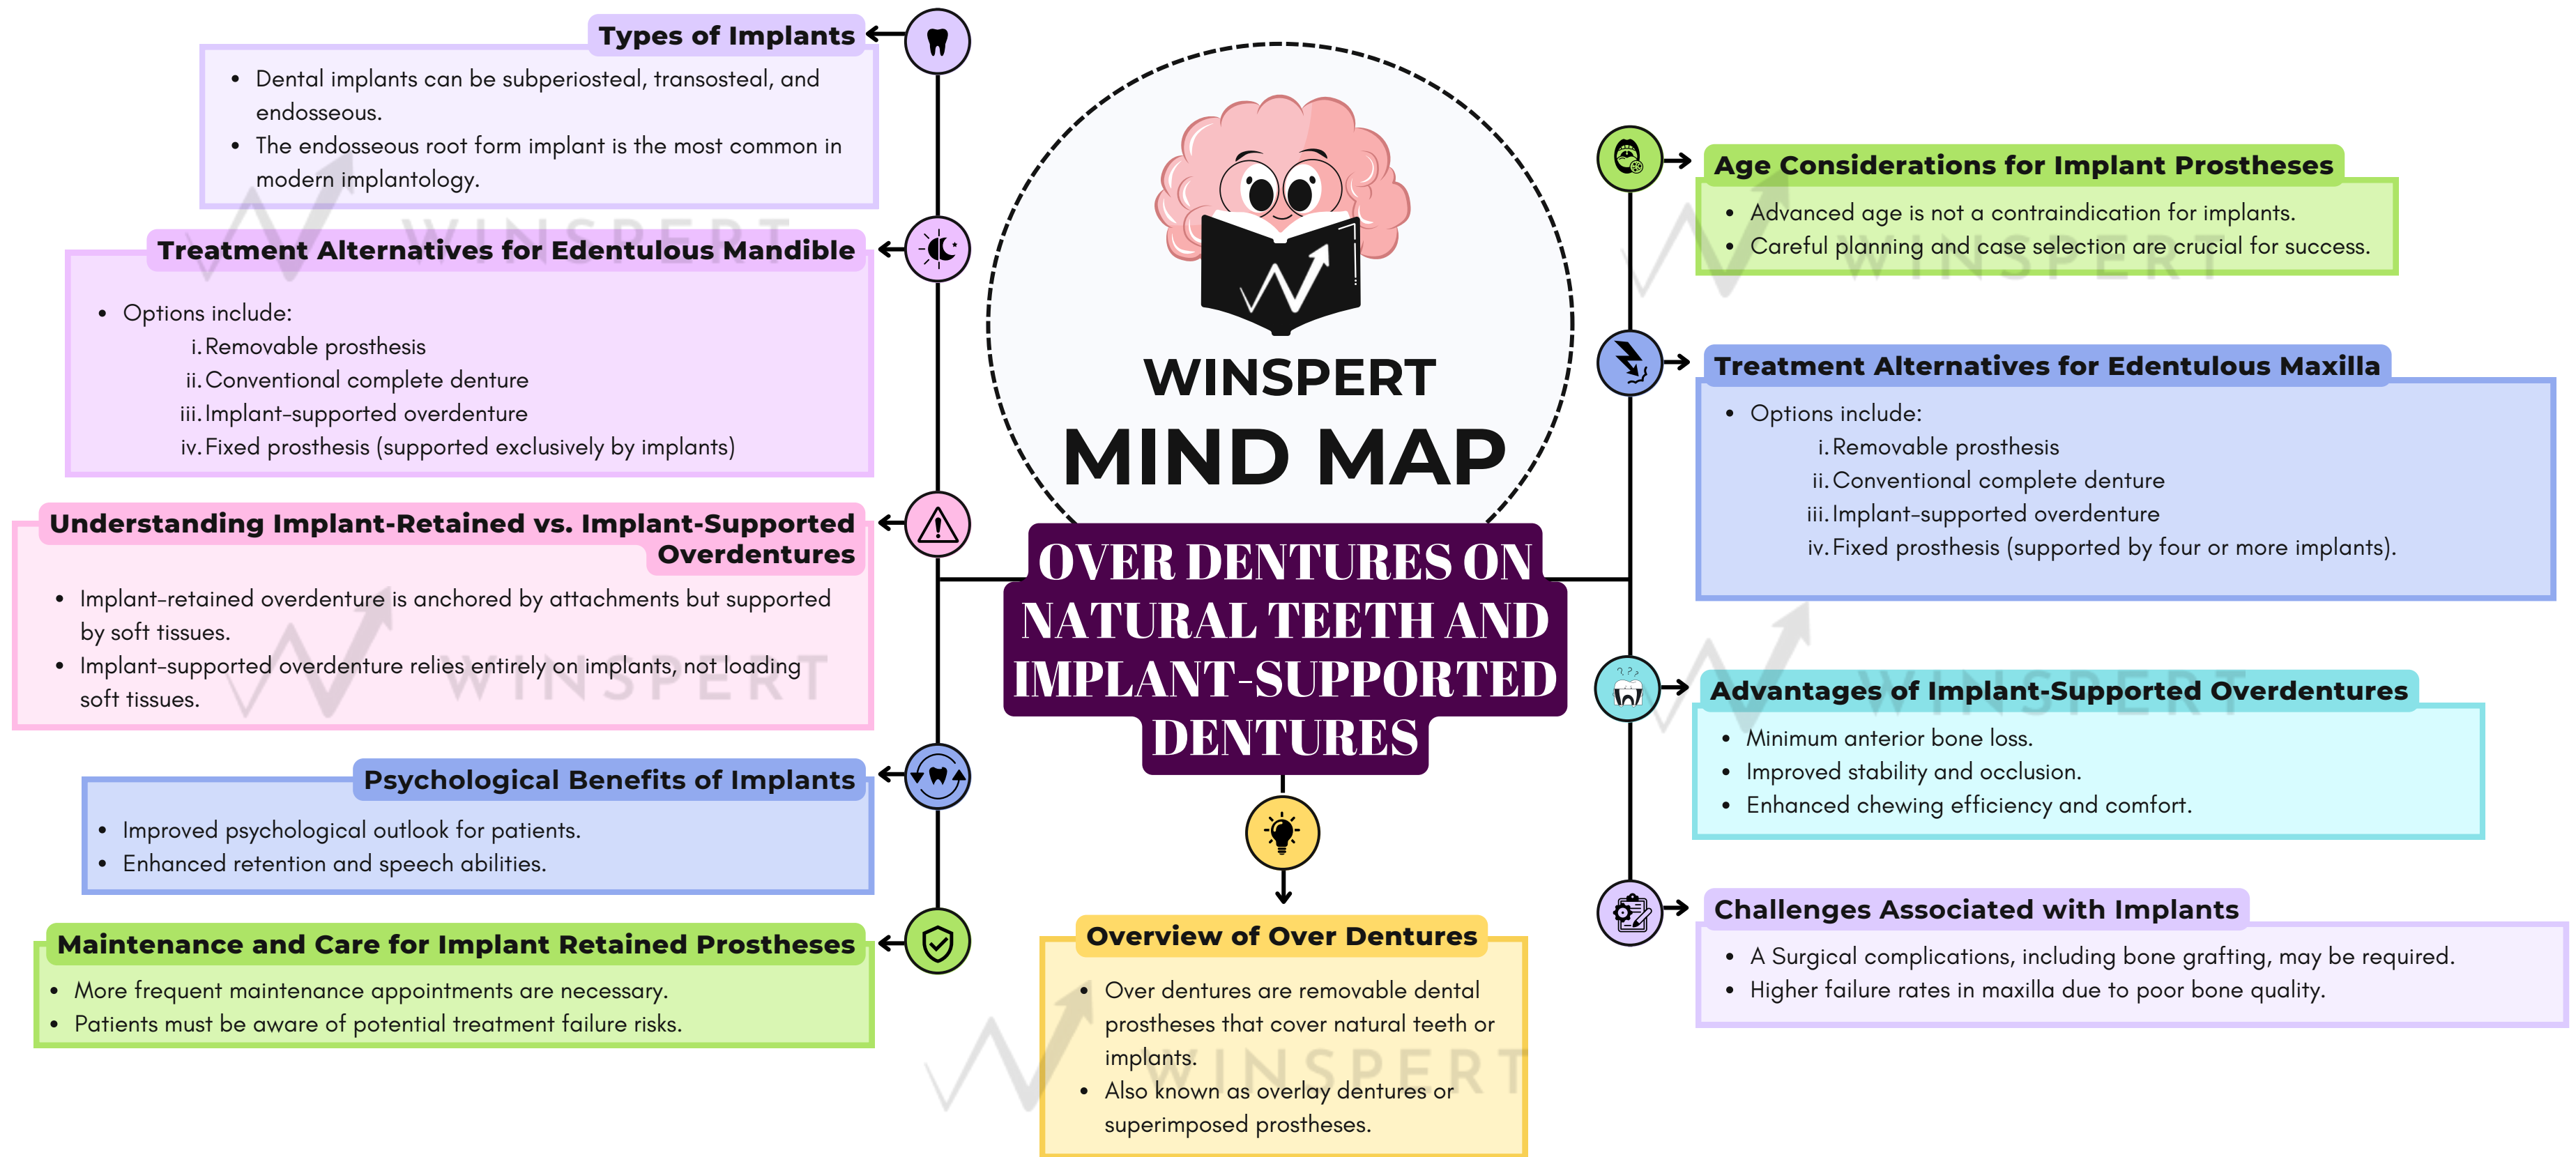 Types of Implants
• Dental implants can be subperiosteal, transosteal, and
endosseous.
• The endosseous root form implant is the most common in
modern implantology.
Treatment Alternatives for Edentulous Mandible
• Options include:
i. Removable prosthesis
ii. Conventional complete denture
iii. Implant-supported overdenture
iv. Fixed prosthesis (supported exclusively by implants)
Understanding Implant-Retained vs. Implant-Supported
Overdentures
• Implant-retained overdenture is anchored by attachments but supported
by soft tissues.
• Implant-supported overdenture relies entirely on implants, not loading
soft tissues.
Psychological Benefits of Implants
• Improved psychological outlook for patients.
• Enhanced retention and speech abilities.
Maintenance and Care for Implant Retained Prostheses
• More frequent maintenance appointments are necessary.
• Patients must be aware of potential treatment failure risks.
WINSPERT
MIND MAP
OVER DENTURES ON
NATURAL TEETH AND
IMPLANT-SUPPORTED
DENTURES
Overview of Over Dentures
• Over dentures are removable dental
prostheses that cover natural teeth or
implants.
• Also known as overlay dentures or
superimposed prostheses.
Age Considerations for Implant Prostheses
• Advanced age is not a contraindication for implants.
• Careful planning and case selection are crucial for success.
Treatment Alternatives for Edentulous Maxilla
• Options include:
i. Removable prosthesis
ii. Conventional complete denture
iii. Implant-supported overdenture
iv. Fixed prosthesis (supported by four or more implants).
Advantages of Implant-Supported Overdentures
• Minimum anterior bone loss.
• Improved stability and occlusion.
• Enhanced chewing efficiency and comfort.
Challenges Associated with Implants
• A Surgical complications, including bone grafting, may be required.
• Higher failure rates in maxilla due to poor bone quality.
WINSPERT
WINSPERT
WINSPERT
WINSPERT
WINSPERT